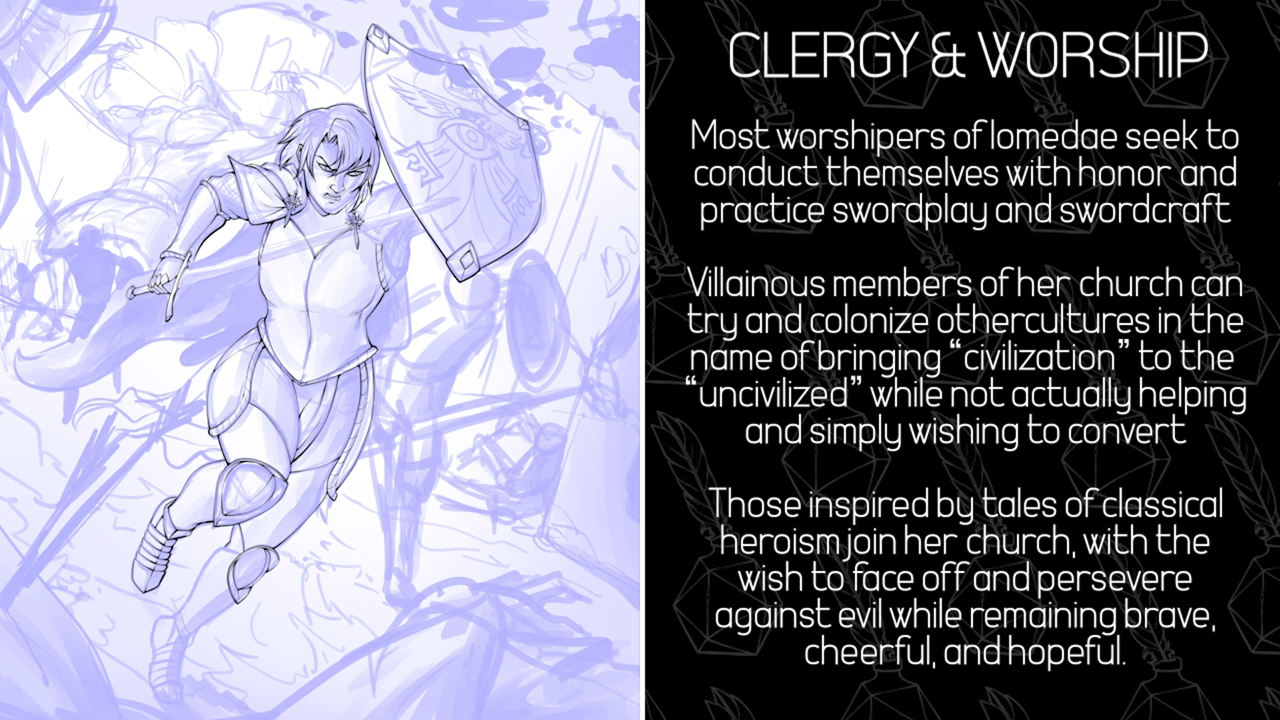 CLERGY & WORSHIP
Most worshipers of Iomedae seek to
conduct themselves with honor and
practice swordplay and swordcraft
Villainous members of her church can
try and colonize othercultures in the
name of bringing “civilization” to the
“uncivilized” while not actually helping
and simply wishing to convert
Those inspired by tales of classical
heroism join her church, with the
wish to face off and persevere
against evil while remaining brave,
cheerful, and hopeful.